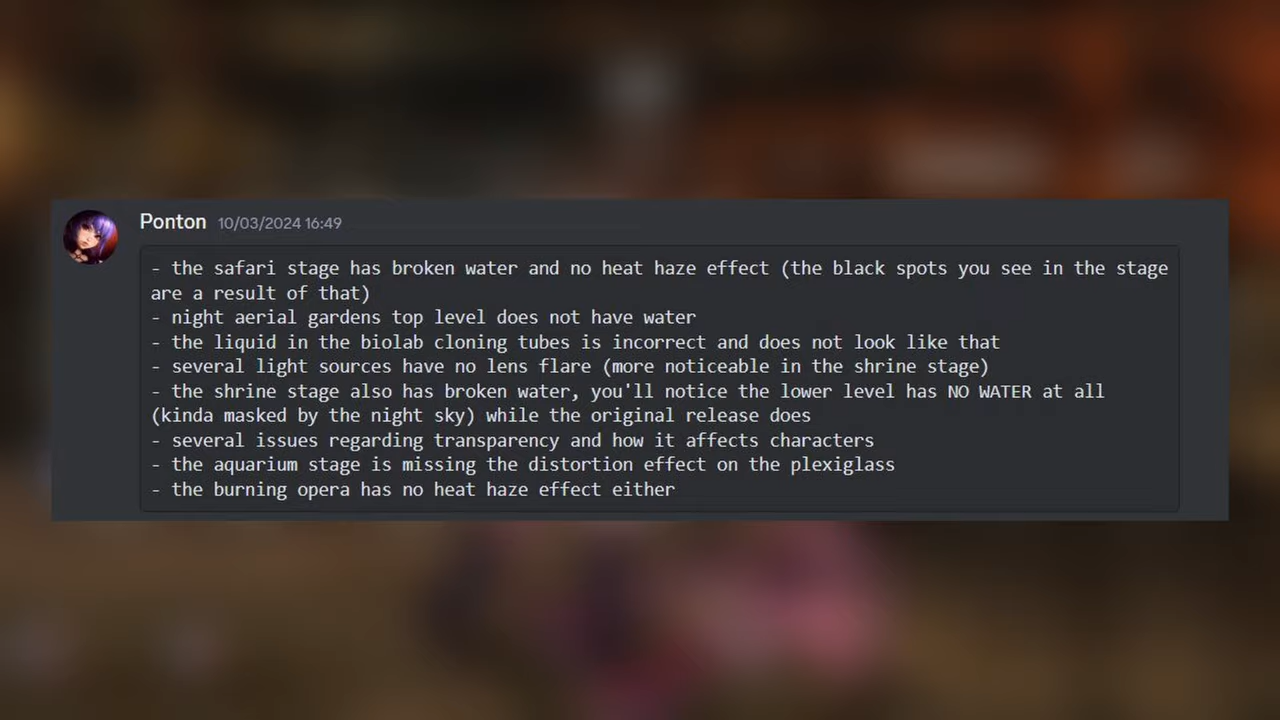 Ponton 10/03/2024 16:49
- the safari stage has broken water and no heat haze effect (the black spots you see in the stage
are a result of that)
- night aerial gardens top level does not have water
- the liquid in the biolab cloning tubes is incorrect and does not look like that
- several light sources have no lens flare (more noticeable in the shrine stage)
- the shrine stage also has broken water, you'll notice the lower level has NO WATER at all
(kinda masked by the night sky) while the original release does
- several issues regarding transparency and how it affects characters
- the aquarium stage is missing the distortion effect on the plexiglass
- the burning opera has no heat haze effect either